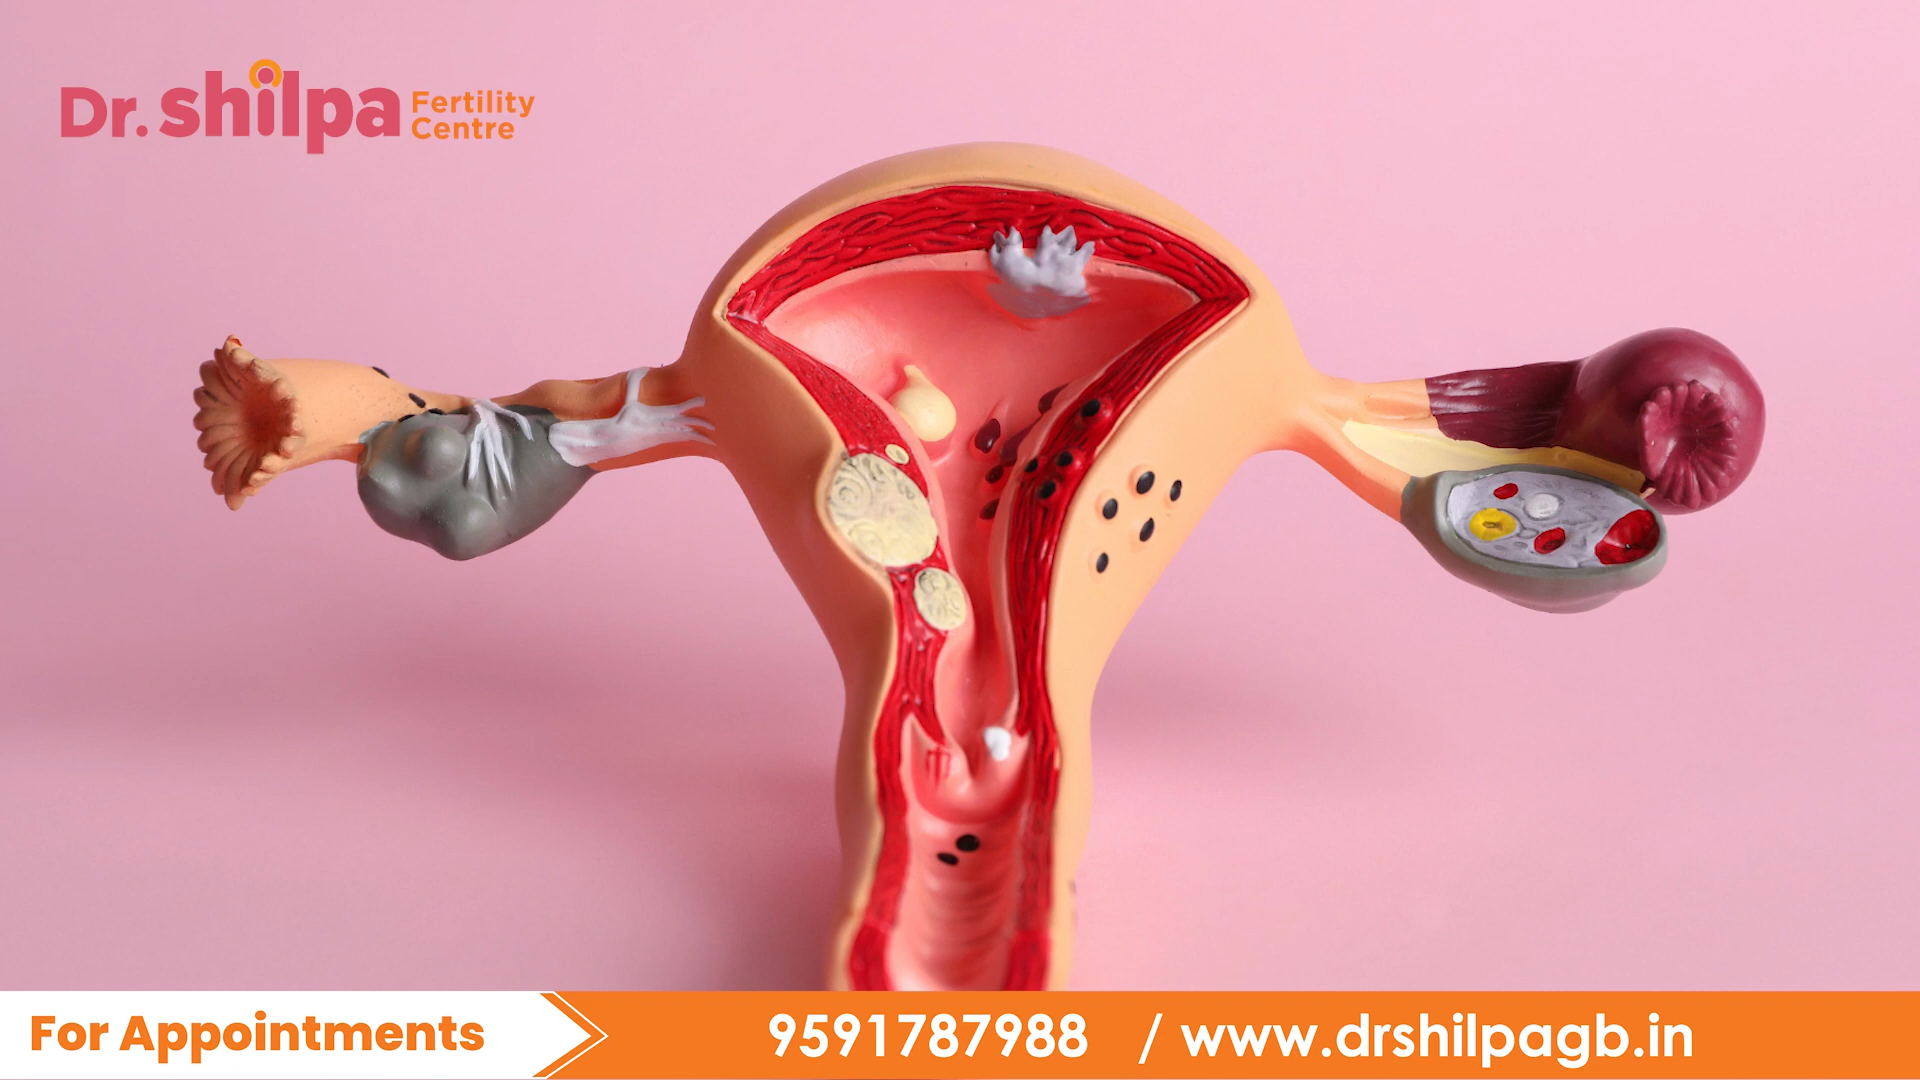 Dr. shilpa Fertility Centre
For Appointments
9591787988 / www.drshilpagb.in